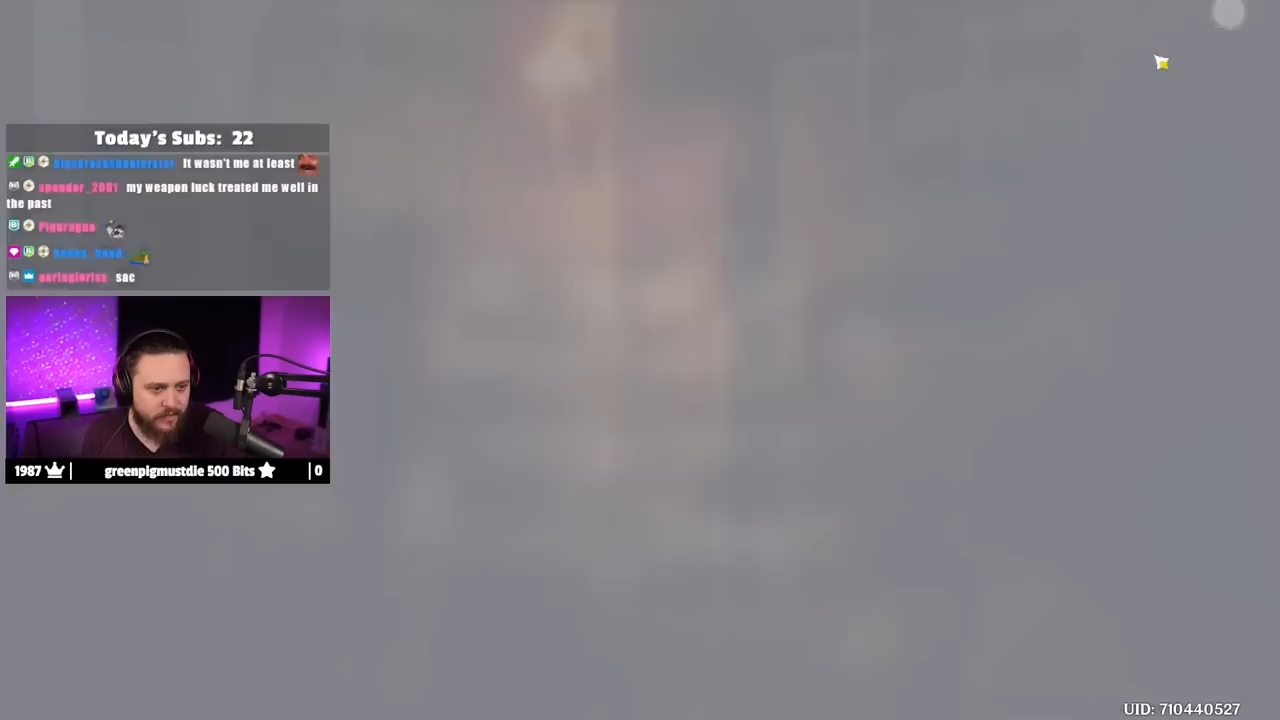 Today's Subs: 22
It wasn't me at least
my weapon luck treated me well in
the past
sac
1987 | greenpigmustdie 500 Bits | 0
UID: 710440527